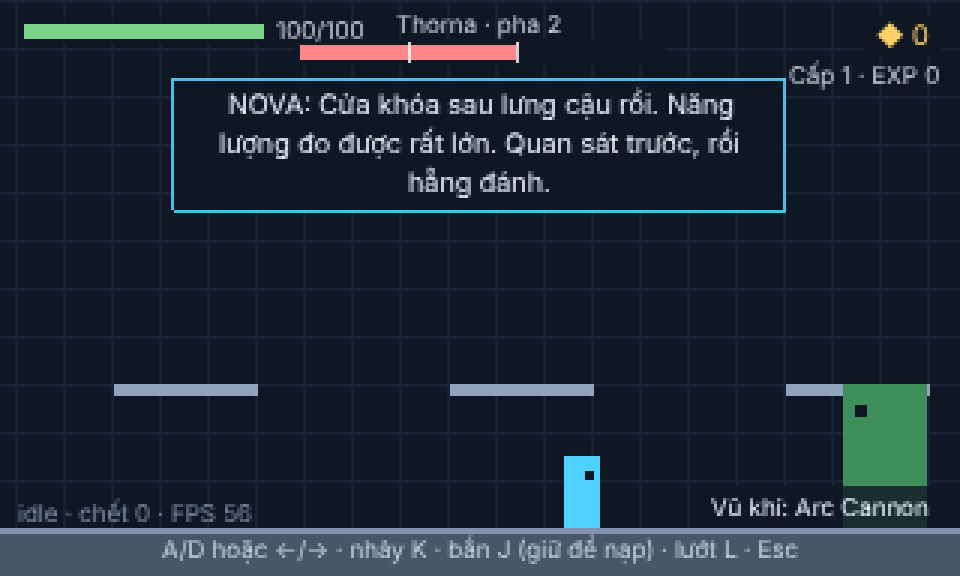 100/100
Thorna · pha 2
0
Cấp 1 · EXP 0
NOVA: Cửa khóa sau lưng cậu rồi. Năng
lượng đo được rất lớn. Quan sát trước, rồi
hẵng đánh.
idle · chết 0 · FPS 56
Vũ khí: Arc Cannon
A/D hoặc ←/→ · nhảy K · bắn J (giữ để nạp) · lướt L · Esc